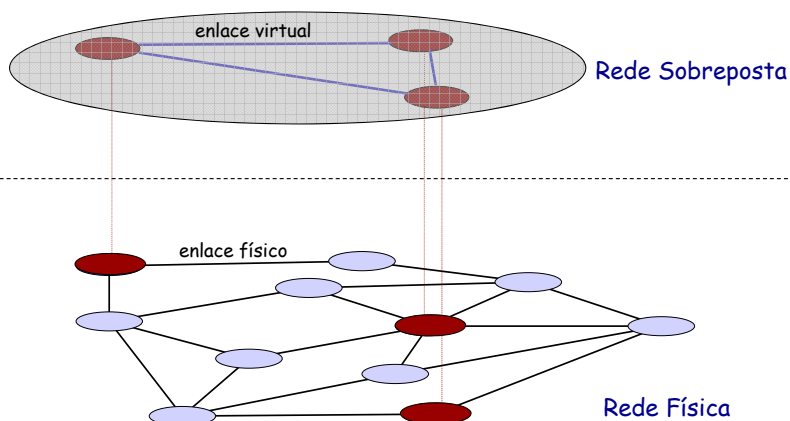 enlace virtual
Rede Sobreposta
enlace físico
Rede Física